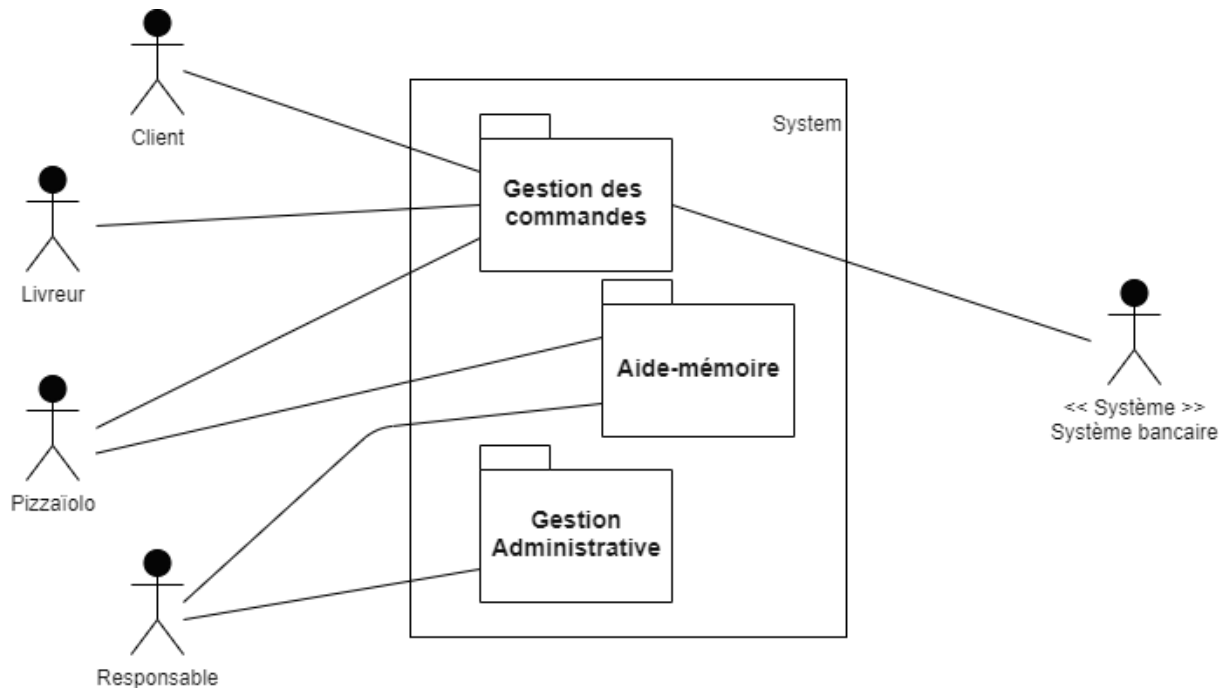 Client
System
Gestion des
commandes
Livreur
Aide-mémoire
<< Système >>
Système bancaire
Pizzaïolo
Gestion
Administrative
Responsable